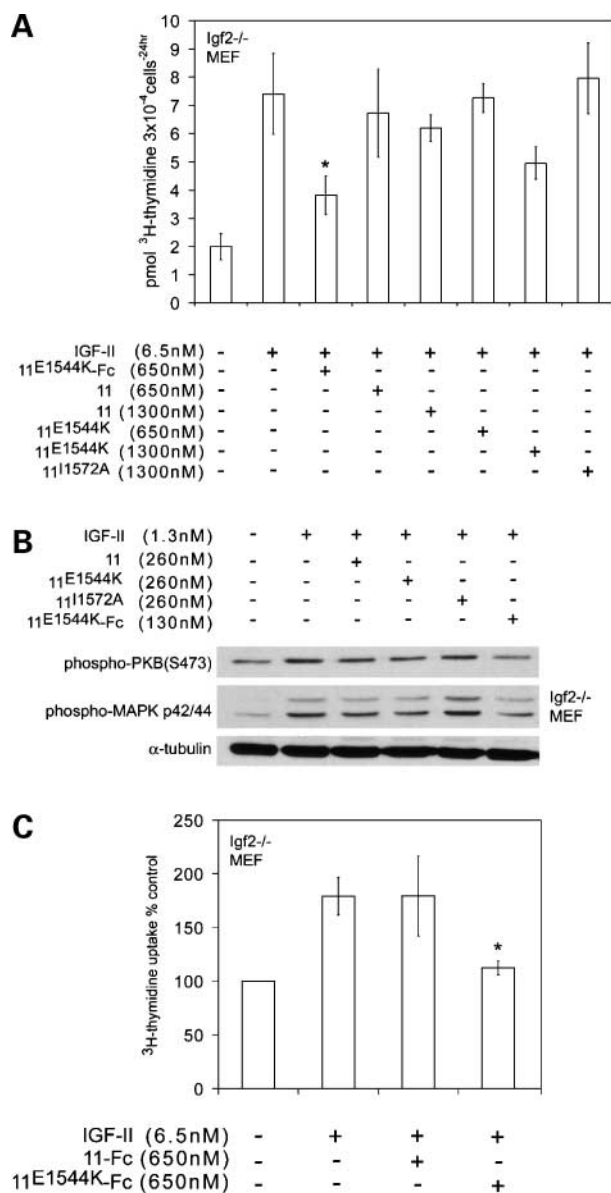 A
Igf2-/-
MEF
pmol ³H-thymidine 3x10⁻⁴cells⁻²⁴ʰʳ
10
9
8
7
6
5
4
3
2
1
0
*
IGF-II (6.5nM) - + + + + + + +
11ᴱ¹⁵⁴⁴ᴷ-Fc (650nM) - - + - - - - -
11 (650nM) - - - + - - - -
11 (1300nM) - - - - + - - -
11ᴱ¹⁵⁴⁴ᴷ (650nM) - - - - - + - -
11ᴱ¹⁵⁴⁴ᴷ (1300nM) - - - - - - + -
11ᴵ¹⁵⁷²ᴬ (1300nM) - - - - - - - +
B
IGF-II (1.3nM) - + + + + +
11 (260nM) - - + - - -
11ᴱ¹⁵⁴⁴ᴷ (260nM) - - - + - -
11ᴵ¹⁵⁷²ᴬ (260nM) - - - - + -
11ᴱ¹⁵⁴⁴ᴷ-Fc (130nM) - - - - - +
phospho-PKB(S473)
phospho-MAPK p42/44
α-tubulin
Igf2-/-
MEF
C
Igf2-/-
MEF
³H-thymidine uptake % control
250
200
150
100
50
0
*
IGF-II (6.5nM) - + + +
11-Fc (650nM) - - + -
11ᴱ¹⁵⁴⁴ᴷ-Fc (650nM) - - - +